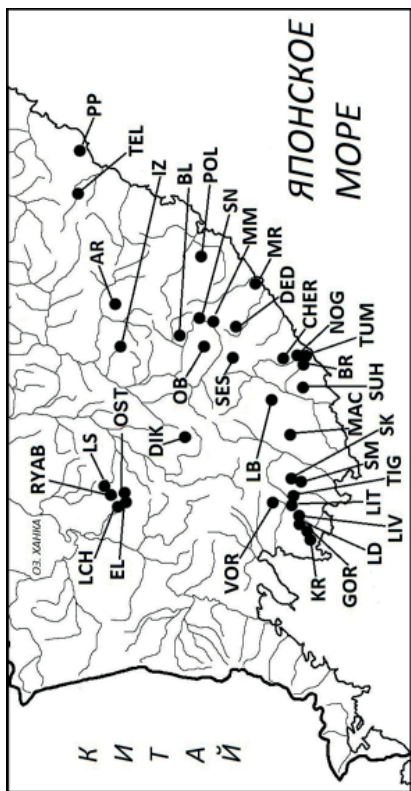 ОЗ. ХАНКА
PP
TEL
AR
IZ
RYAB
LS
LCH
OST
EL
BL
POL
SN
MM
OB
DIK
MR
SES
DED
CHER
NOG
TUM
BR
SUH
LB
MAC
SK
SM
TIG
VOR
LIT
LIV
LD
GOR
KR
КИТАЙ
ЯПОНСКОЕ
МОРЕ